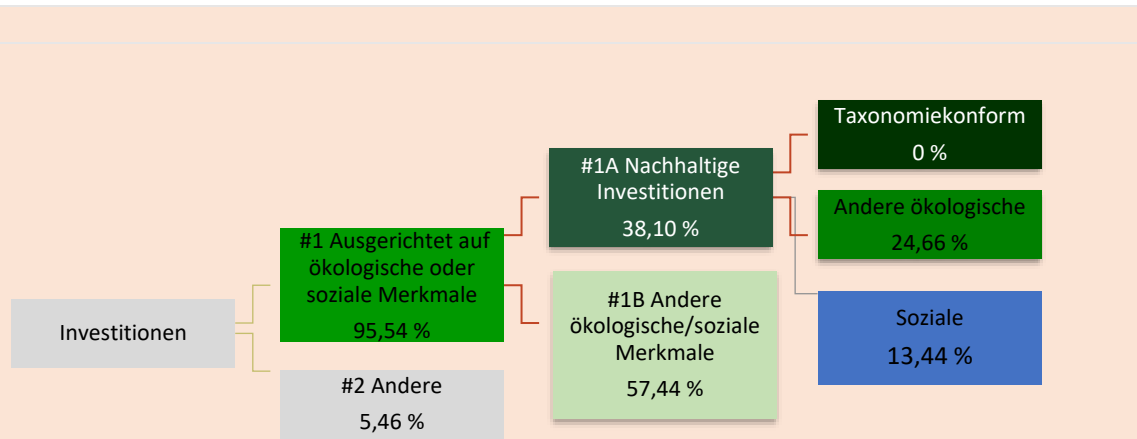 Investitionen
#1 Ausgerichtet auf
ökologische oder
soziale Merkmale
95,54 %
#2 Andere
5,46 %
#1A Nachhaltige
Investitionen
38,10 %
#1B Andere
ökologische/soziale
Merkmale
57,44 %
Taxonomiekonform
0 %
Andere ökologische
24,66 %
Soziale
13,44 %